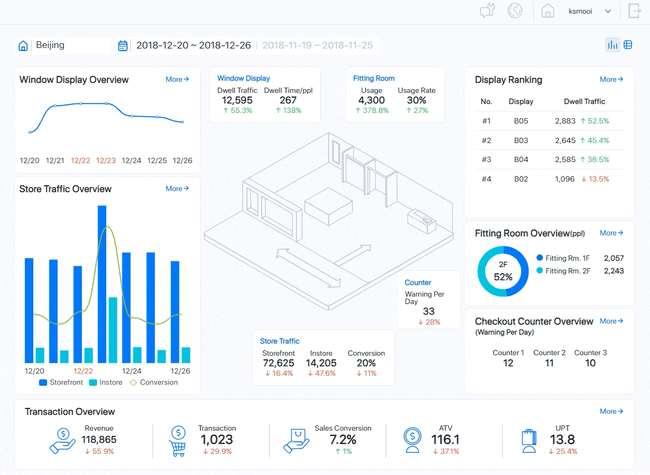 ksmooi
Beijing
2018-12-20 ~ 2018-12-26 2018-11-19 ~ 2018-11-25
Window Display Overview More→
12/20 12/21 12/22 12/23 12/24 12/25 12/26
Store Traffic Overview More→
12/20 12/22 12/24 12/26
Storefront Instore Conversion
Window Display
Dwell Traffic Dwell Time/ppl
12,595 267
↑ 55.3% ↑ 138%
Fitting Room
Usage Usage Rate
4,300 30%
↑ 378.8% ↑ 27%
Counter
Warning Per
Day
33
↓ 28%
Store Traffic
Storefront Instore Conversion
72,625 14,205 20%
↓ 16.4% ↓ 47.6% ↓ 11%
Display Ranking More→
No. Display Dwell Traffic
#1 B05 2,883 ↑ 52.5%
#2 B03 2,645 ↑ 45.4%
#3 B04 2,585 ↑ 36.5%
#4 B02 1,096 ↓ 13.5%
Fitting Room Overview(ppl) More→
2F
52%
Fitting Rm. 1F 2,057
Fitting Rm. 2F 2,243
Checkout Counter Overview More→
(Warning Per Day)
Counter 1 Counter 2 Counter 3
12 11 10
Transaction Overview More→
Revenue
118,865
↓ 55.9%
Transaction
1,023
↓ 29.9%
Sales Conversion
7.2%
↑ 1%
ATV
116.1
↓ 37.1%
UPT
13.8
↓ 25.4%